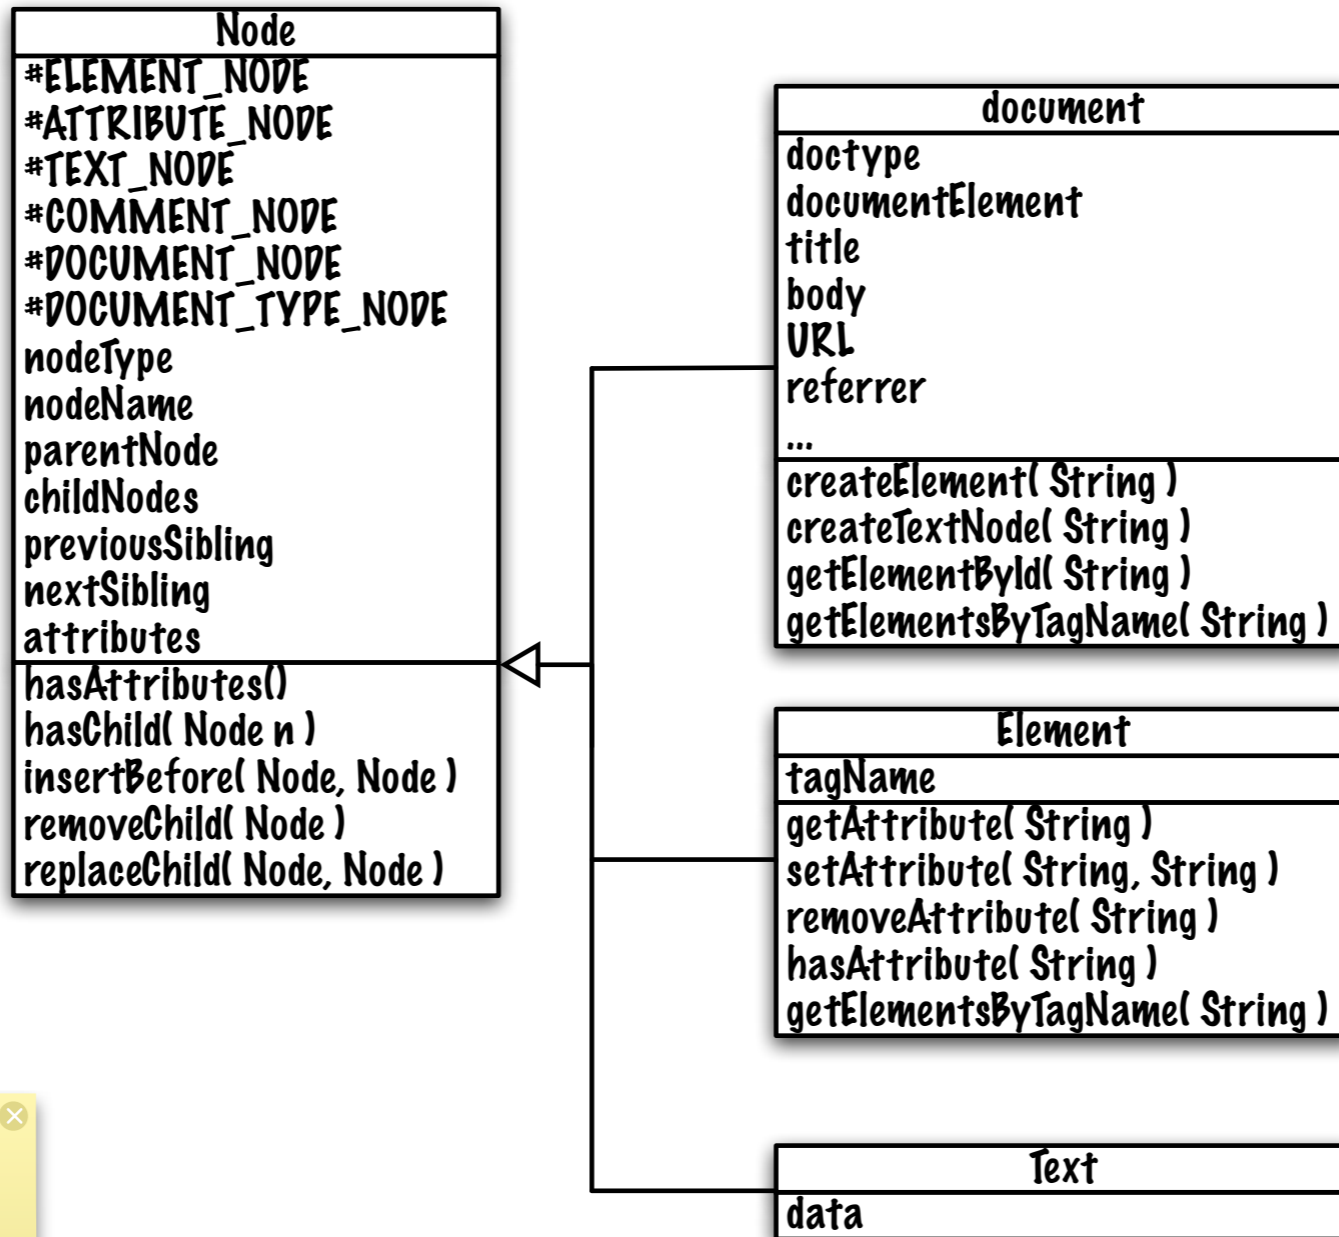 Node
#ELEMENT_NODE
#ATTRIBUTE_NODE
#TEXT_NODE
#COMMENT_NODE
#DOCUMENT_NODE
#DOCUMENT_TYPE_NODE
nodeType
nodeName
parentNode
childNodes
previousSibling
nextSibling
attributes
hasAttributes()
hasChild( Node n )
insertBefore( Node, Node )
removeChild( Node )
replaceChild( Node, Node )
document
doctype
documentElement
title
body
URL
referrer
...
createElement( String )
createTextNode( String )
getElementById( String )
getElementsByTagName( String )
Element
tagName
getAttribute( String )
setAttribute( String, String )
removeAttribute( String )
hasAttribute( String )
getElementsByTagName( String )
Text
data